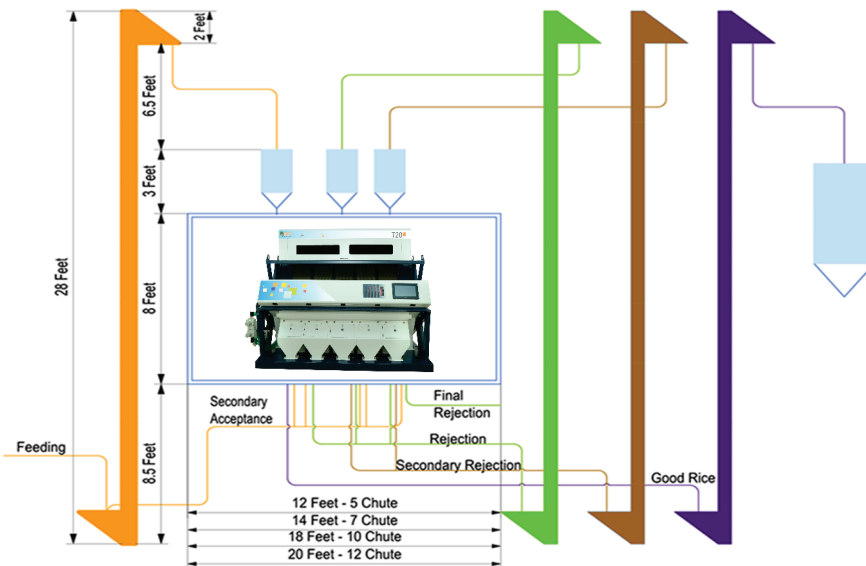 2 Feet
6.5 Feet
3 Feet
28 Feet
8 Feet
T20
Secondary
Acceptance
Final
Rejection
Feeding
Rejection
8.5 Feet
Secondary Rejection
Good Rice
12 Feet - 5 Chute
14 Feet - 7 Chute
18 Feet - 10 Chute
20 Feet - 12 Chute